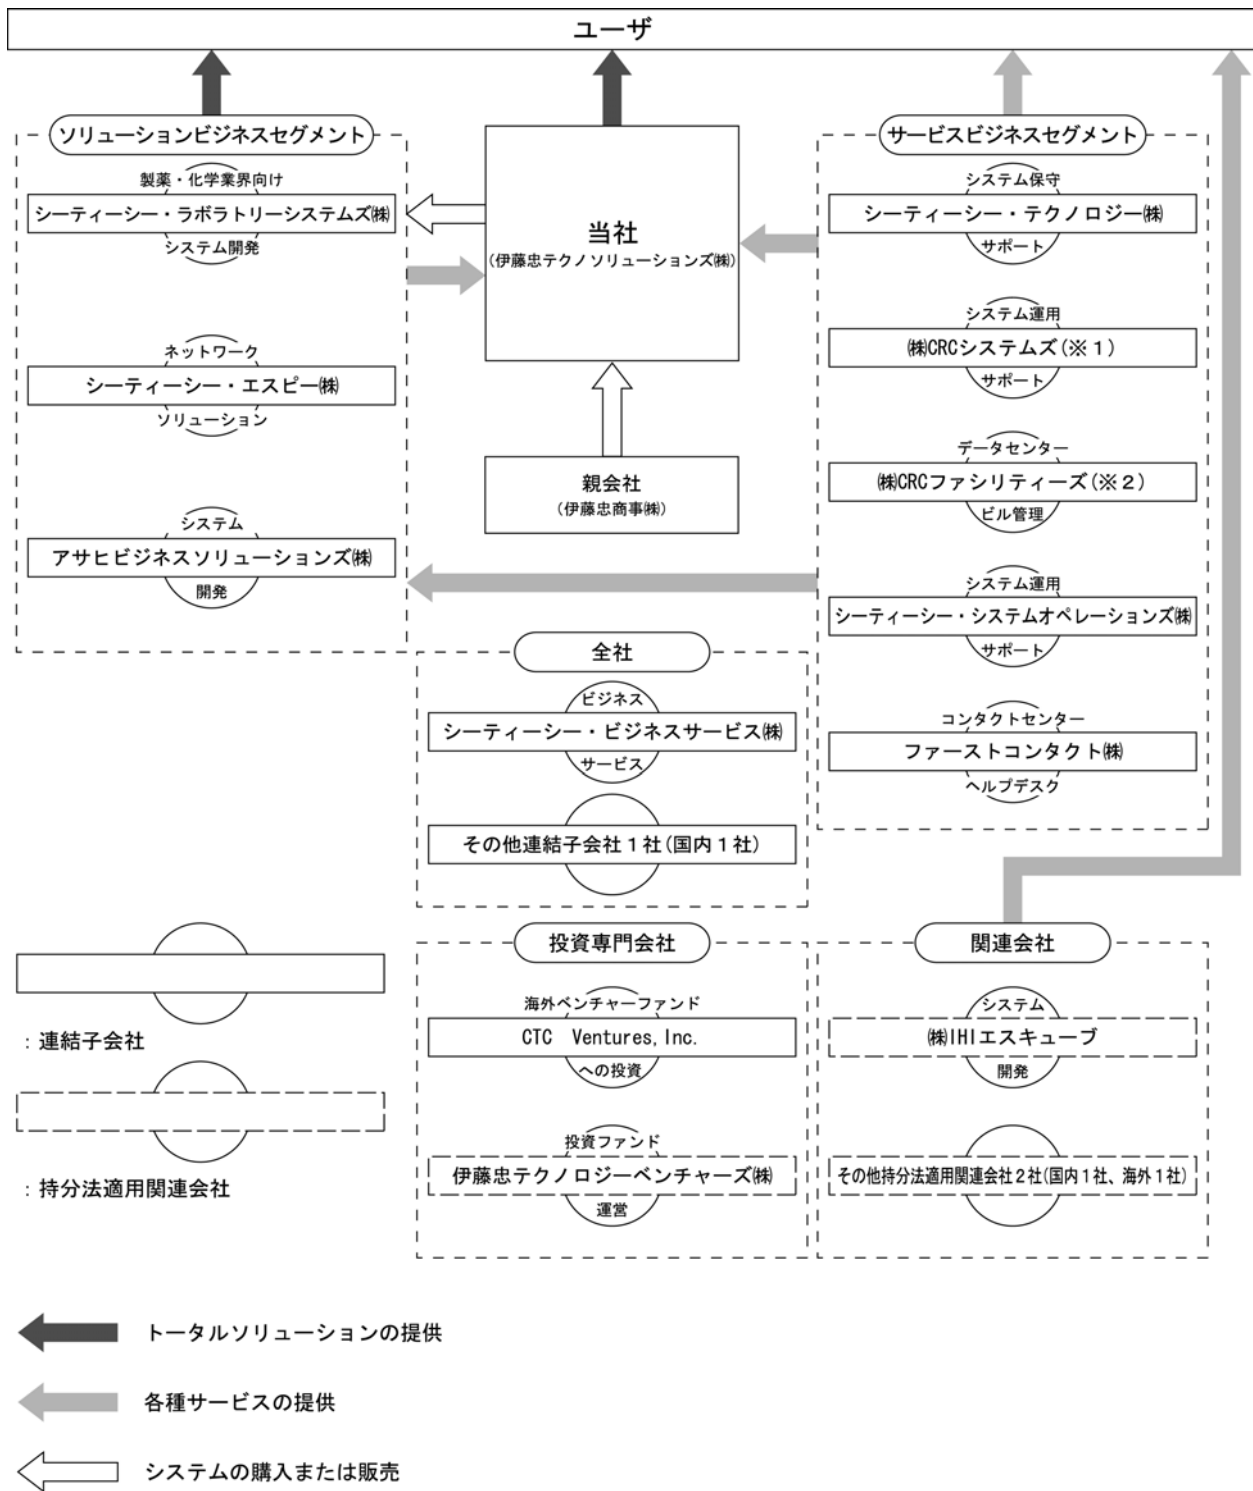 ユーザ
ソリューションビジネスセグメント
製薬・化学業界向け
シーティーシー・ラボラトリーシステムズ㈱
システム開発
ネットワーク
シーティーシー・エスピー㈱
ソリューション
システム
アサヒビジネスソリューションズ㈱
開発
当社
(伊藤忠テクノソリューションズ㈱)
親会社
(伊藤忠商事㈱)
サービスビジネスセグメント
システム保守
シーティーシー・テクノロジー㈱
サポート
システム運用
㈱CRCシステムズ(※1)
サポート
データセンター
㈱CRCファシリティーズ(※2)
ビル管理
システム運用
シーティーシー・システムオペレーションズ㈱
サポート
コンタクトセンター
ファーストコンタクト㈱
ヘルプデスク
全社
ビジネス
シーティーシー・ビジネスサービス㈱
サービス
その他連結子会社1社(国内1社)
投資専門会社
海外ベンチャーファンド
CTC Ventures, Inc.
への投資
投資ファンド
伊藤忠テクノロジーベンチャーズ㈱
運営
関連会社
システム
㈱IHIエスキューブ
開発
その他持分法適用関連会社2社(国内1社、海外1社)
:連結子会社
:持分法適用関連会社
トータルソリューションの提供
各種サービスの提供
システムの購入または販売